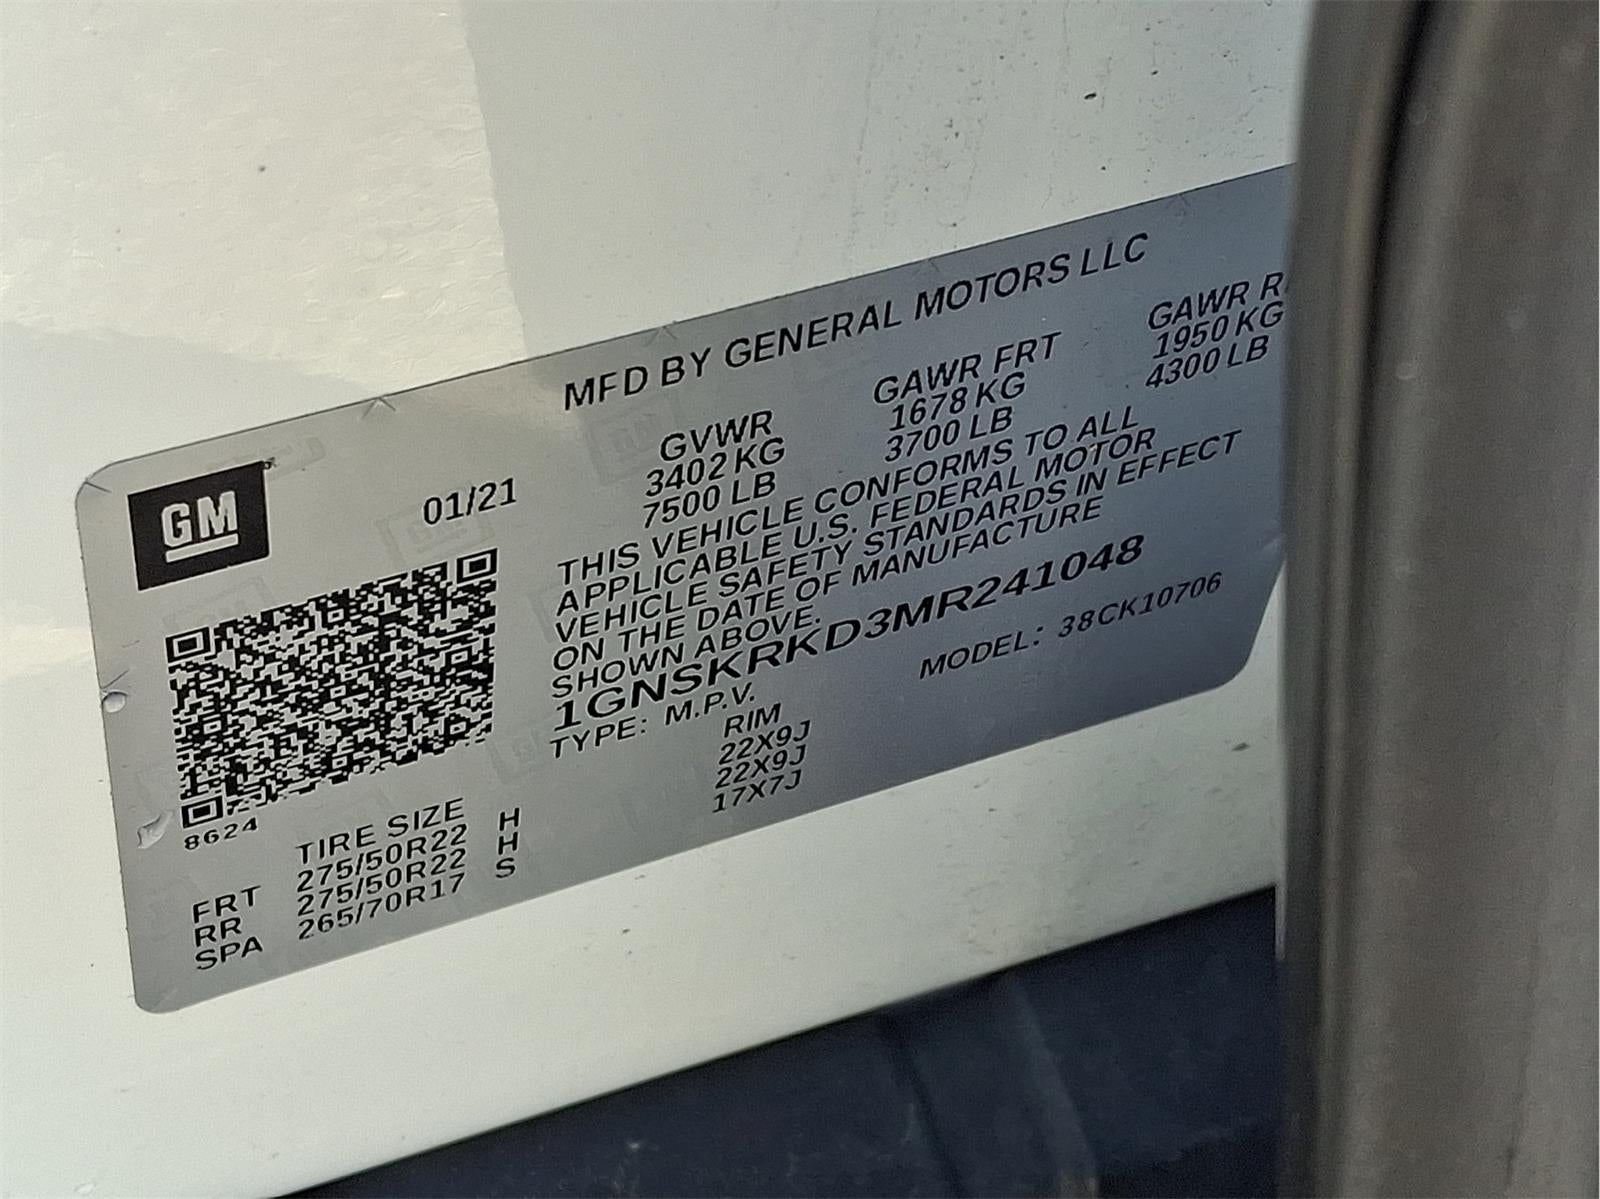 MFD BY GENERAL MOTORS LLC
GM
01/21
GVWR
3402 KG
7500 LB
GAWR FRT
1678 KG
3700 LB
GAWR
1950 KG
4300 LB
THIS VEHICLE CONFORMS TO ALL
APPLICABLE U.S. FEDERAL MOTOR
VEHICLE SAFETY STANDARDS IN EFFECT
ON THE DATE OF MANUFACTURE
SHOWN ABOVE.
1GNSKRKD3MR241048
TYPE: M.P.V.
MODEL: 38CK10706
8624
TIRE SIZE RIM
FRT 275/50R22 H 22X9J
RR 275/50R22 H 22X9J
SPA 265/70R17 S 17X7J